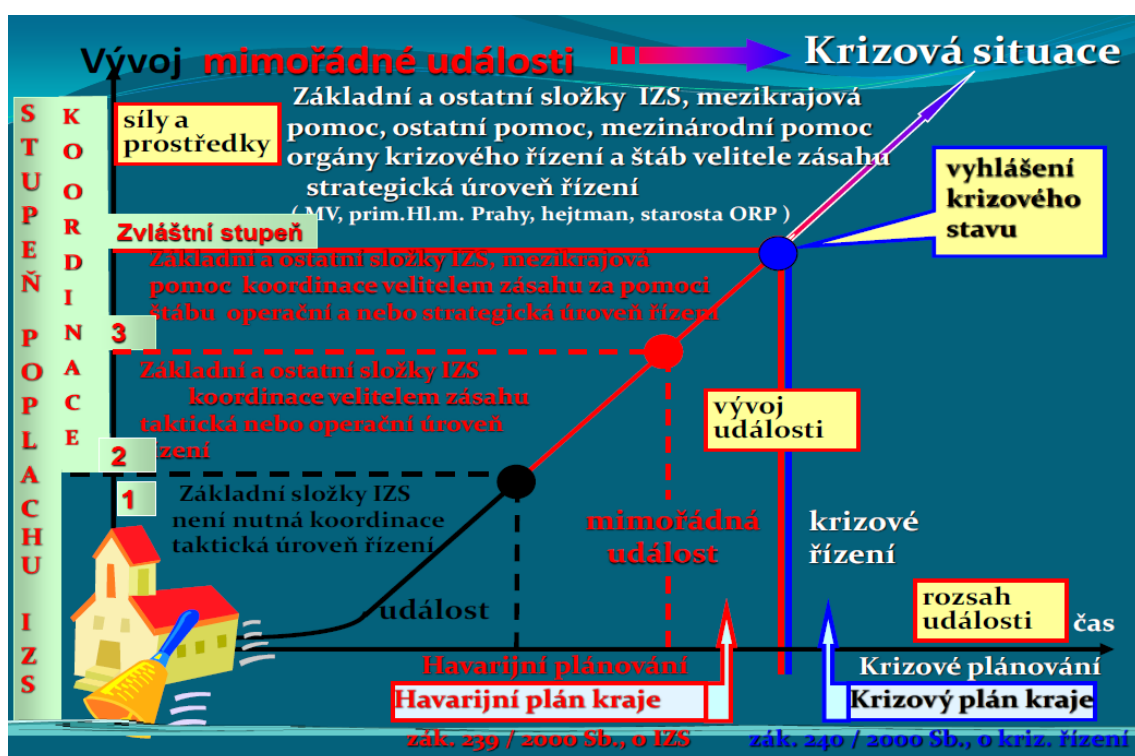 Vývoj mimořádné události
Krizová situace
STUPEŇ POPLACHU IZS
KOORDINACE
síly a
prostředky
Základní a ostatní složky IZS, mezikrajová
pomoc, ostatní pomoc, mezinárodní pomoc
orgány krizového řízení a štáb velitele zásahu
strategická úroveň řízení
( MV, prim.Hl.m. Prahy, hejtman, starosta ORP )
vyhlášení
krizového
stavu
Zvláštní stupeň
Základní a ostatní složky IZS, mezikrajová
pomoc koordinace velitelem zásahu za pomoci
štábu operační a nebo strategická úroveň řízení
3
Základní a ostatní složky IZS
koordinace velitelem zásahu
taktická nebo operační úroveň
řízení
vývoj
události
2
1
Základní složky IZS
není nutná koordinace
taktická úroveň řízení
mimořádná
událost
krizové
řízení
událost
rozsah
události
čas
Havarijní plánování
Krizové plánování
Havarijní plán kraje
Krizový plán kraje
zák. 239 / 2000 Sb., o IZS
zák. 240 / 2000 Sb., o kriz. řízení